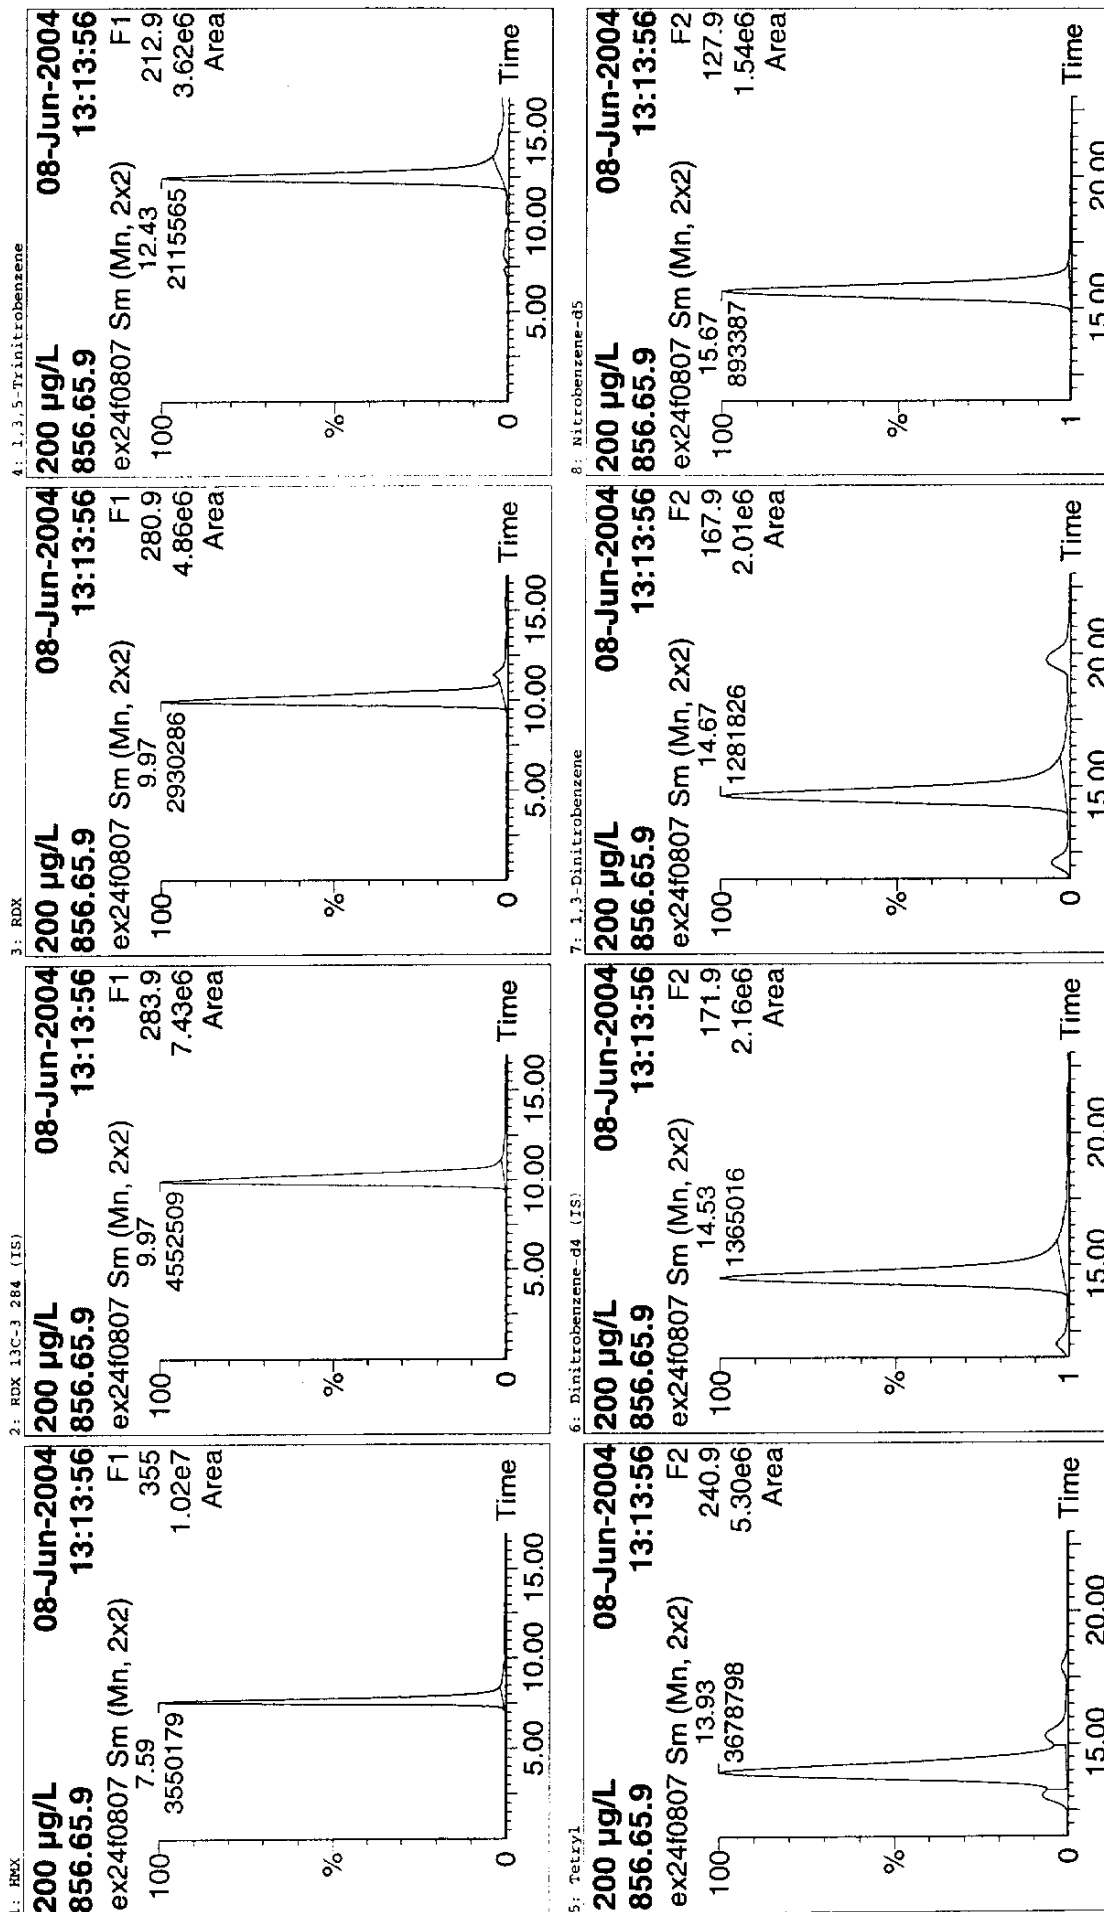 1: HMX
200 µg/L 08-Jun-2004
856.65.9 13:13:56
ex24f0807 Sm (Mn, 2x2) F1
7.59 355
3550179 1.02e7
Area
100
%
0
5.00 10.00 15.00 Time
2: RDX 13C-3 284 (IS)
200 µg/L 08-Jun-2004
856.65.9 13:13:56
ex24f0807 Sm (Mn, 2x2) F1
9.97 283.9
4552509 7.43e6
Area
100
%
0
5.00 10.00 15.00 Time
3: RDX
200 µg/L 08-Jun-2004
856.65.9 13:13:56
ex24f0807 Sm (Mn, 2x2) F1
9.97 280.9
2930286 4.86e6
Area
100
%
0
5.00 10.00 15.00 Time
4: 1,3,5-Trinitrobenzene
200 µg/L 08-Jun-2004
856.65.9 13:13:56
ex24f0807 Sm (Mn, 2x2) F1
12.43 212.9
2115565 3.62e6
Area
100
%
0
5.00 10.00 15.00 Time
5: Tetryl
200 µg/L 08-Jun-2004
856.65.9 13:13:56
ex24f0807 Sm (Mn, 2x2) F2
13.93 240.9
3678798 5.30e6
Area
100
%
0
15.00 20.00 Time
6: Dinitrobenzene-d4 (IS)
200 µg/L 08-Jun-2004
856.65.9 13:13:56
ex24f0807 Sm (Mn, 2x2) F2
14.53 171.9
1365016 2.16e6
Area
100
%
1
15.00 20.00 Time
7: 1,3-Dinitrobenzene
200 µg/L 08-Jun-2004
856.65.9 13:13:56
ex24f0807 Sm (Mn, 2x2) F2
14.67 167.9
1281826 2.01e6
Area
100
%
0
15.00 20.00 Time
8: Nitrobenzene-d5
200 µg/L 08-Jun-2004
856.65.9 13:13:56
ex24f0807 Sm (Mn, 2x2) F2
15.67 127.9
893387 1.54e6
Area
100
%
1
15.00 20.00 Time